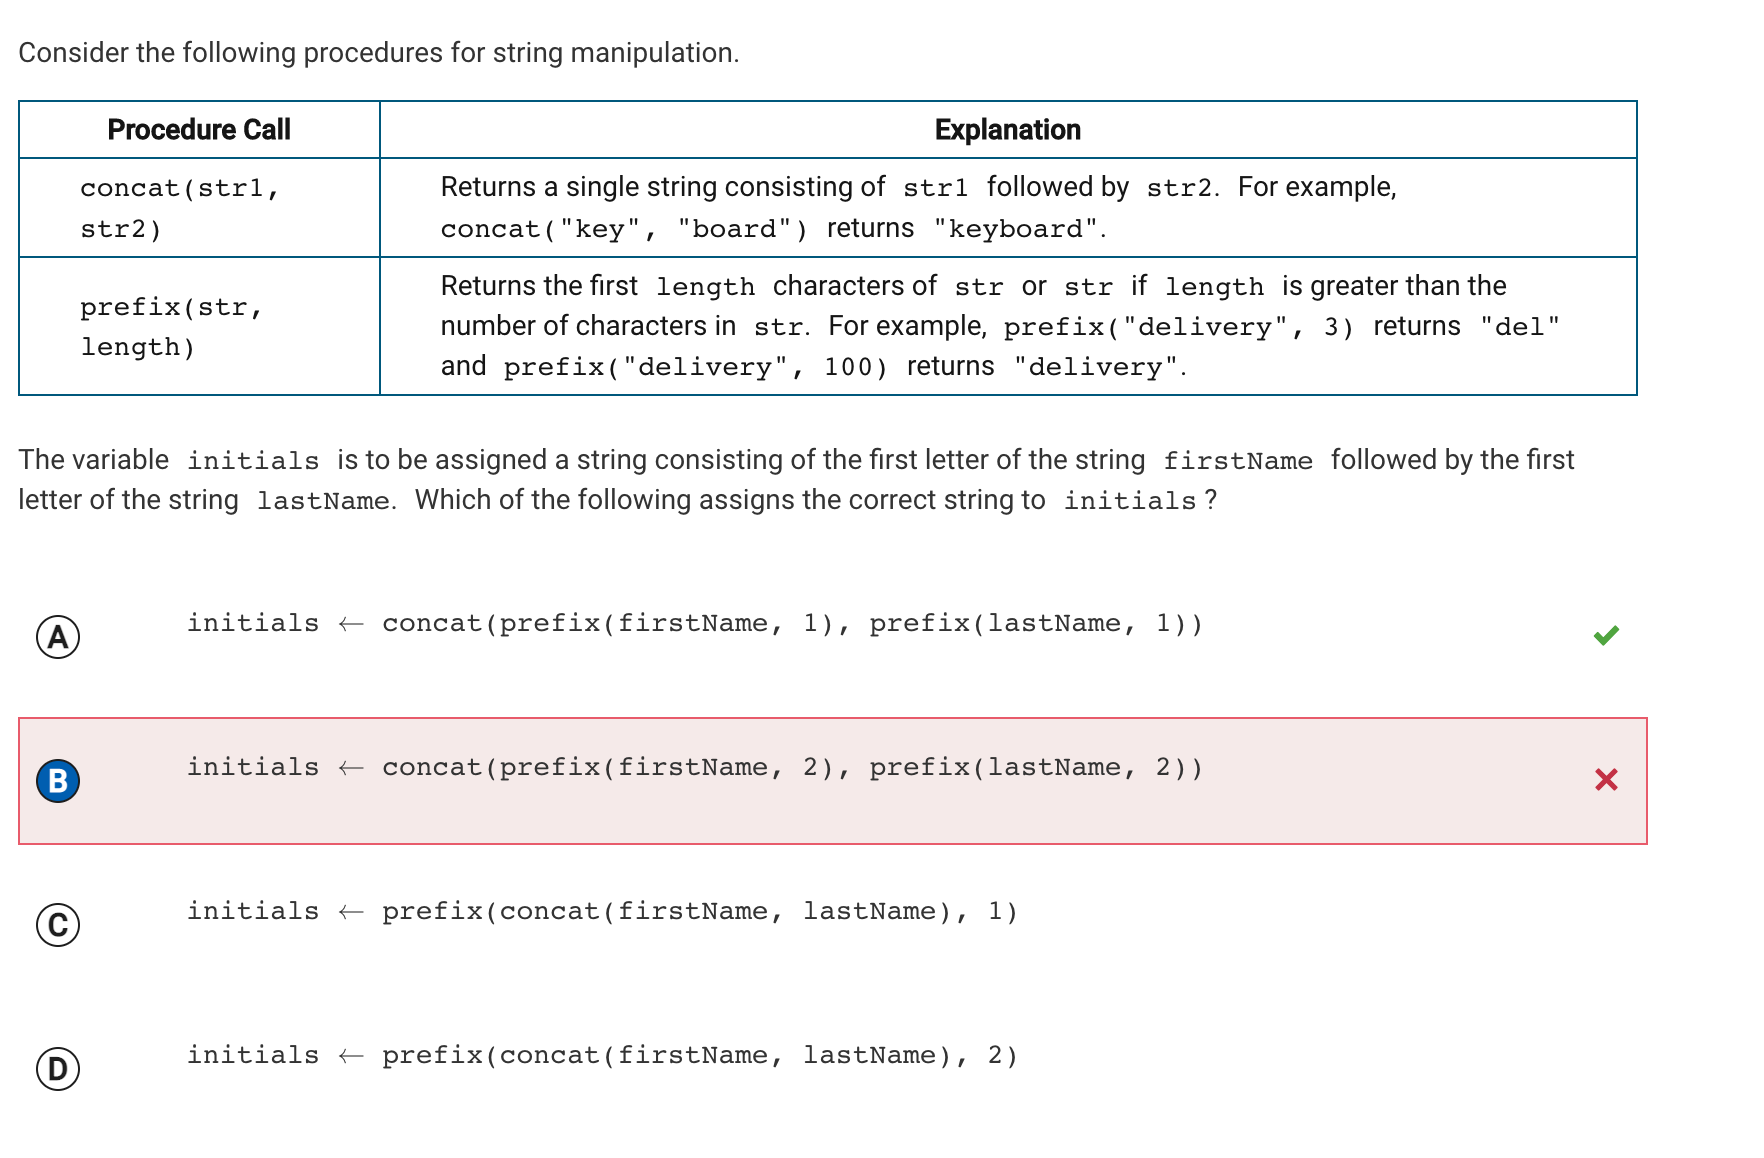 Consider the following procedures for string manipulation.
Procedure Call
Explanation
concat(str1,
str2)
Returns a single string consisting of str1 followed by str2. For example,
concat("key", "board") returns "keyboard".
prefix(str,
length)
Returns the first length characters of str or str if length is greater than the
number of characters in str. For example, prefix("delivery", 3) returns "del"
and prefix("delivery", 100) returns "delivery".
The variable initials is to be assigned a string consisting of the first letter of the string firstName followed by the first
letter of the string lastName. Which of the following assigns the correct string to initials ?
A initials ← concat(prefix(firstName, 1), prefix(lastName, 1))
B initials ← concat(prefix(firstName, 2), prefix(lastName, 2))
C initials ← prefix(concat(firstName, lastName), 1)
D initials ← prefix(concat(firstName, lastName), 2)